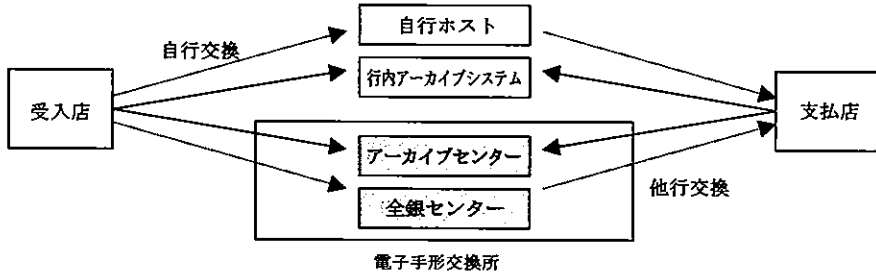 自行ホスト
自行交換
行内アーカイブシステム
受入店
支払店
アーカイブセンター
全銀センター
他行交換
電子手形交換所